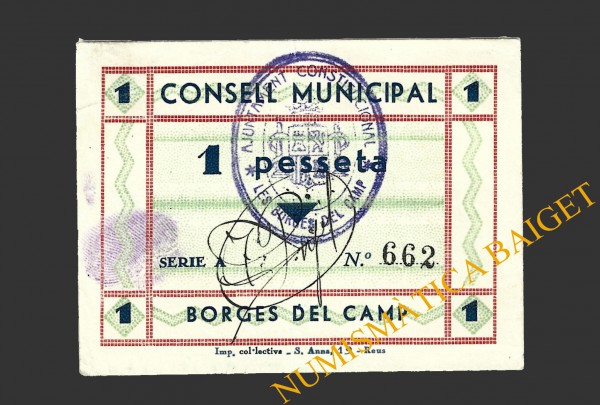 1 CONSELL MUNICIPAL 1
AJUNTAMENT CONSTITUCIONAL
* LES BORGES DEL CAMP *
1 pesseta
SERIE A N.º 662
1 BORGES DEL CAMP 1
Imp. col·lectiva - S. Anna, - Reus
NUMISMÀTICA BAIGET